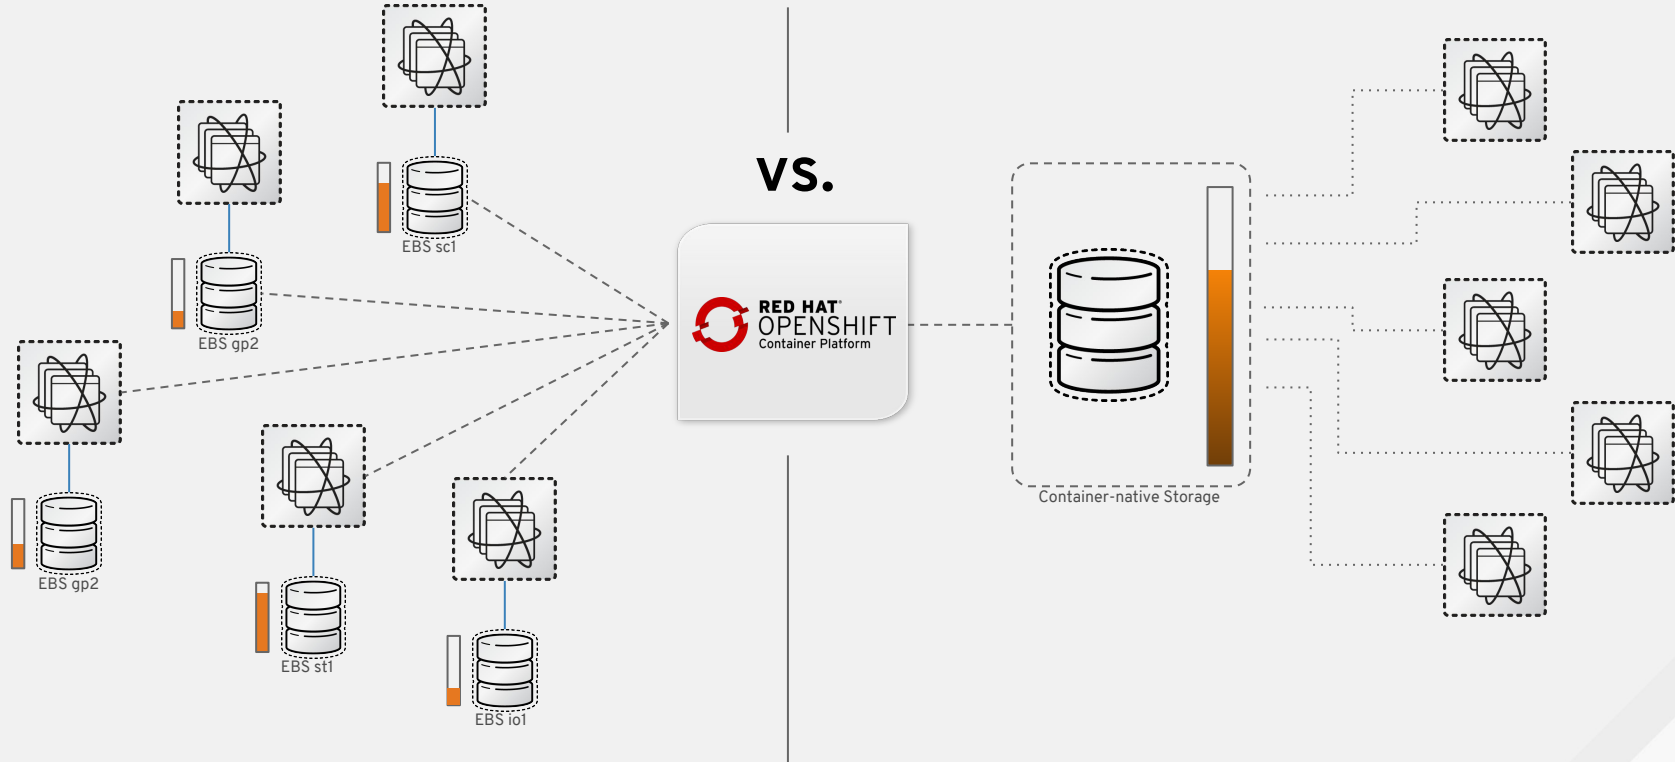 EBS sc1
EBS gp2
EBS gp2
EBS st1
EBS io1
vs.
RED HAT®
OPENSHIFT
Container Platform
Container-native Storage